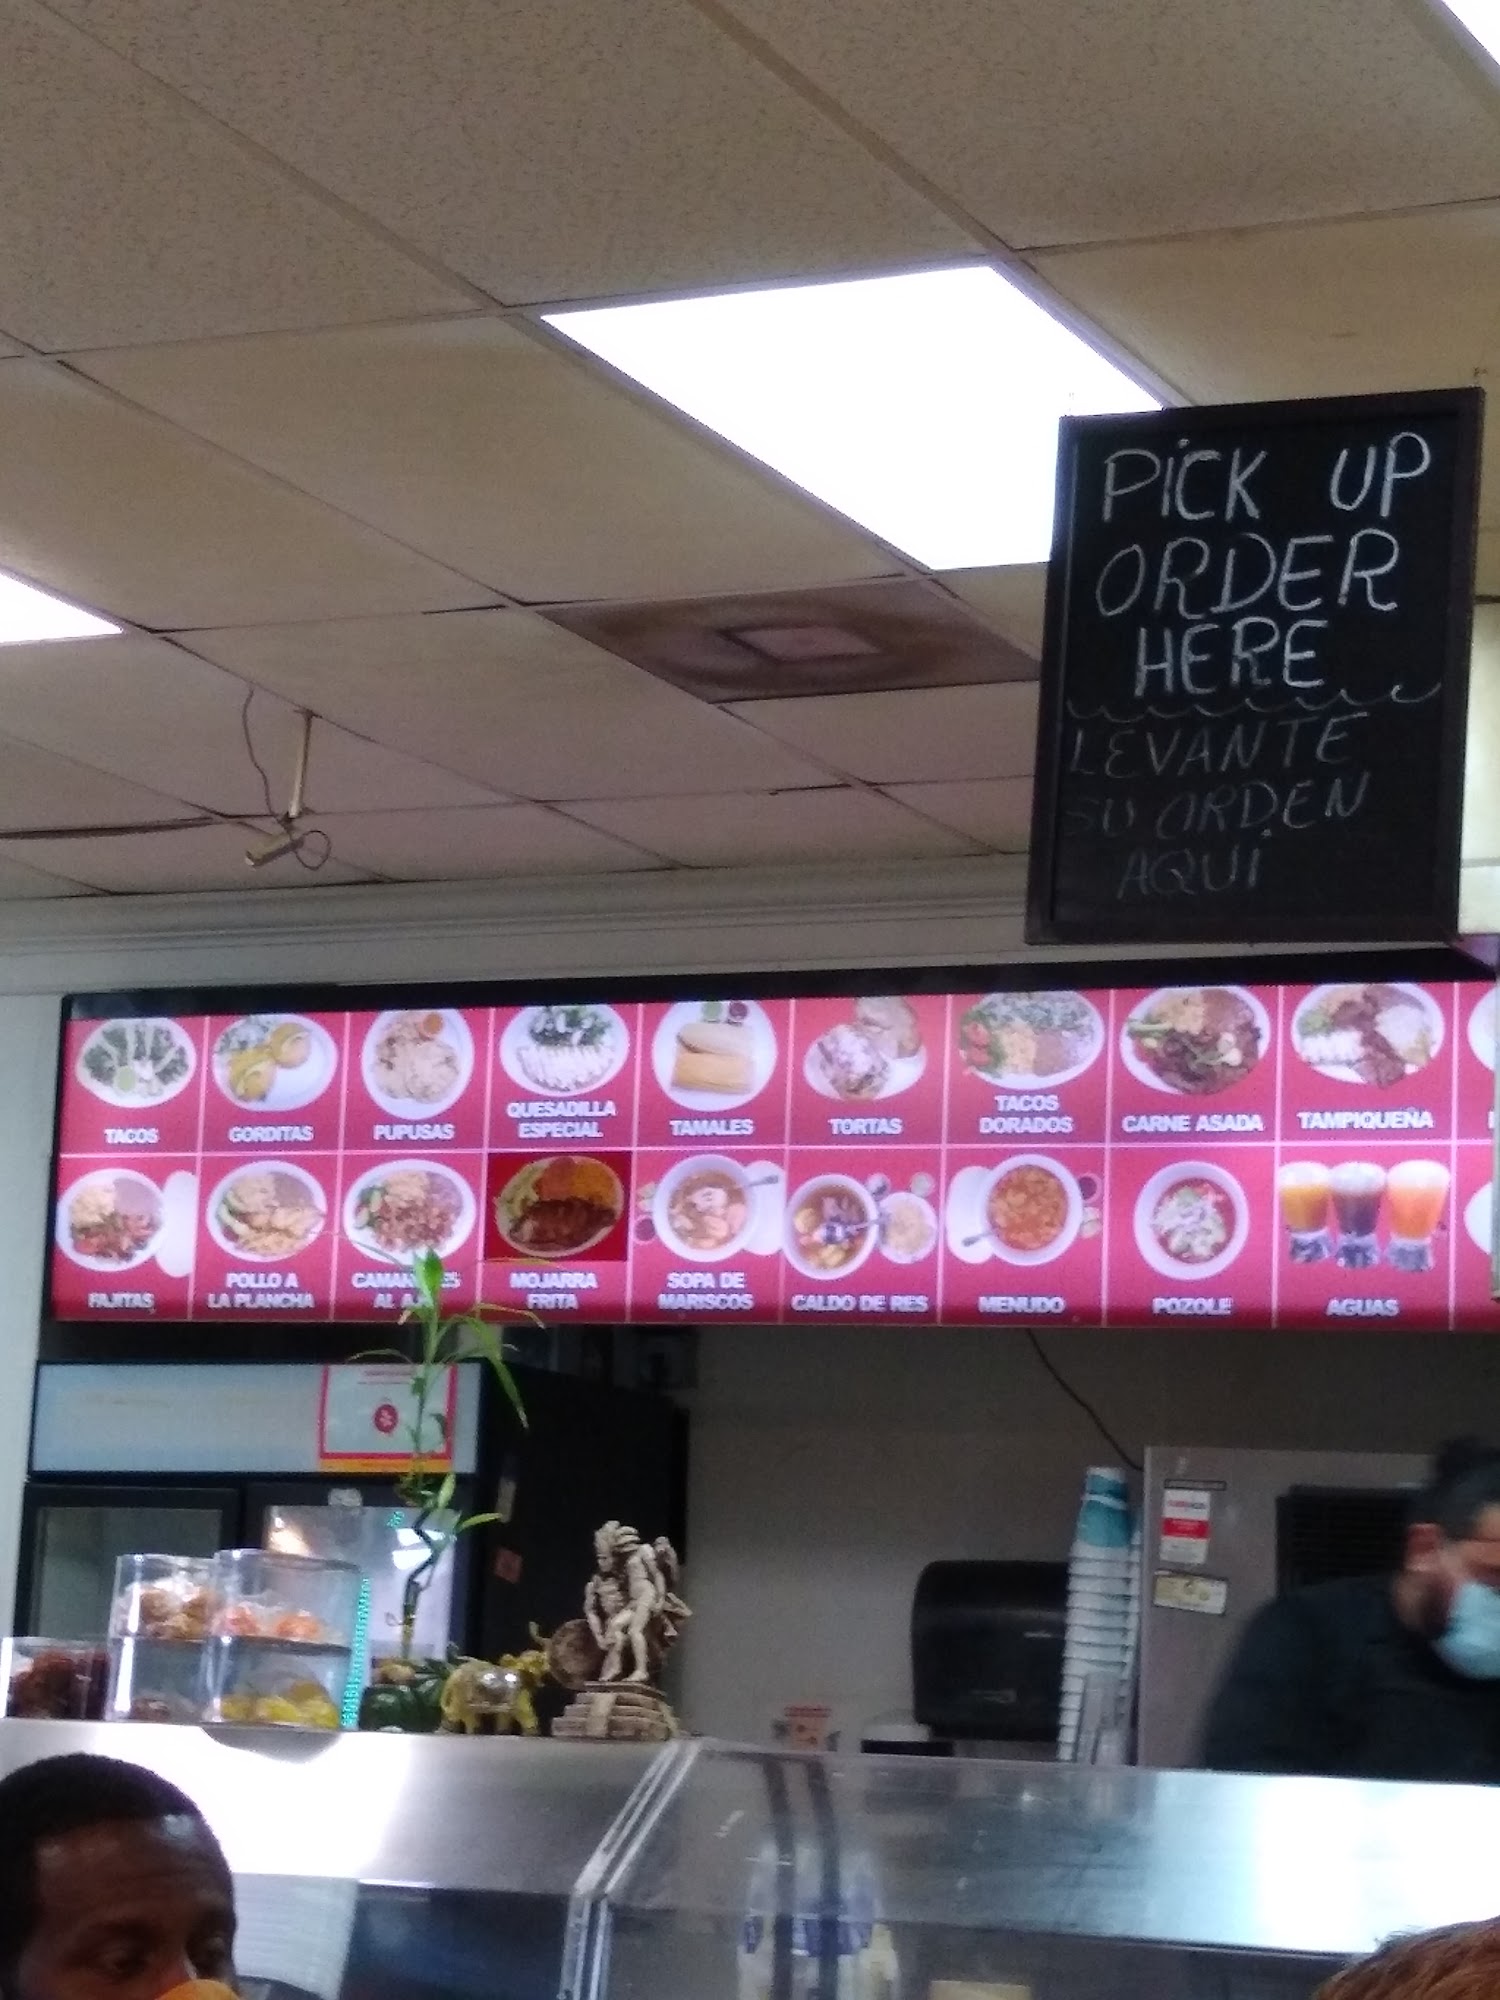 PICK UP
ORDER
HERE
LEVANTE
SU ORDEN
AQUI
TACOS
GORDITAS
PUPUSAS
QUESADILLA
ESPECIAL
TAMALES
TORTAS
TACOS
DORADOS
CARNE ASADA
TAMPIQUEÑA
FAJITAS
POLLO A
LA PLANCHA
AL
MOJARRA
FRITA
SOPA DE
MARISCOS
CALDO DE RES
MENUDO
POZOLE
AGUAS